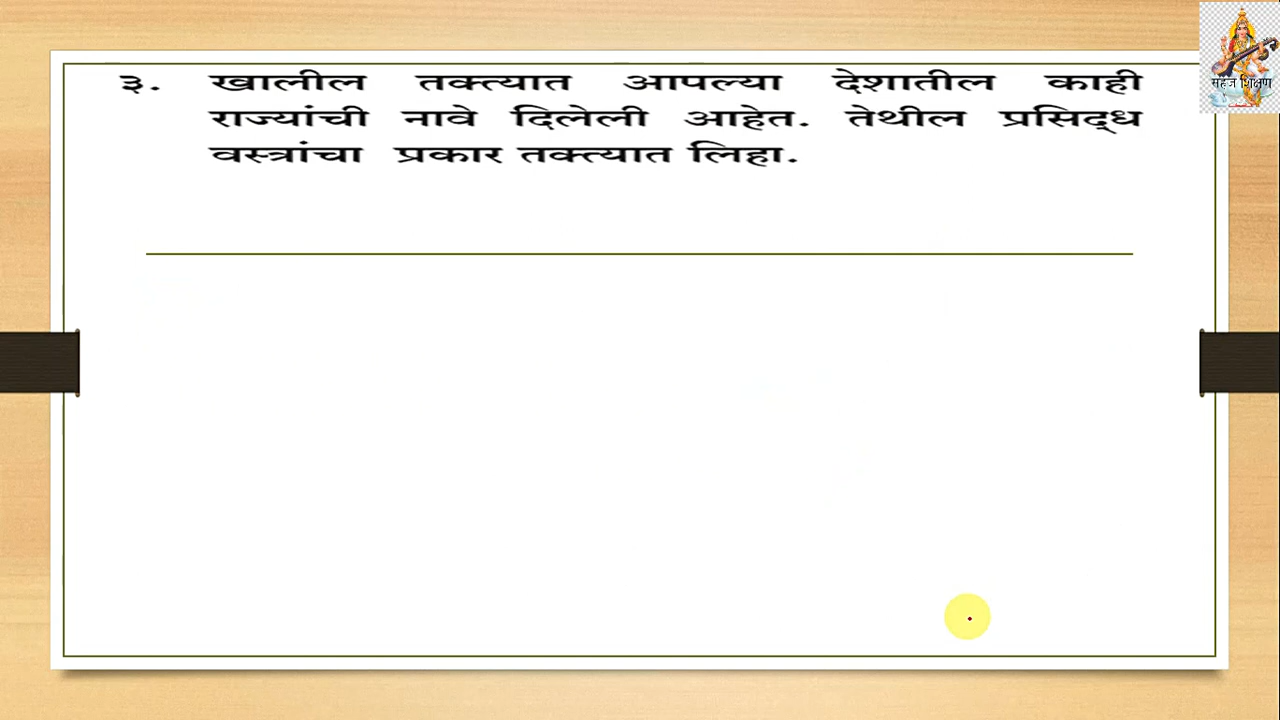 ३. खालील तक्त्यात आपल्या देशातील काही
राज्यांची नावे दिलेली आहेत. तेथील प्रसिद्ध
वस्त्रांचा प्रकार तक्त्यात लिहा.
सहज शिक्षण